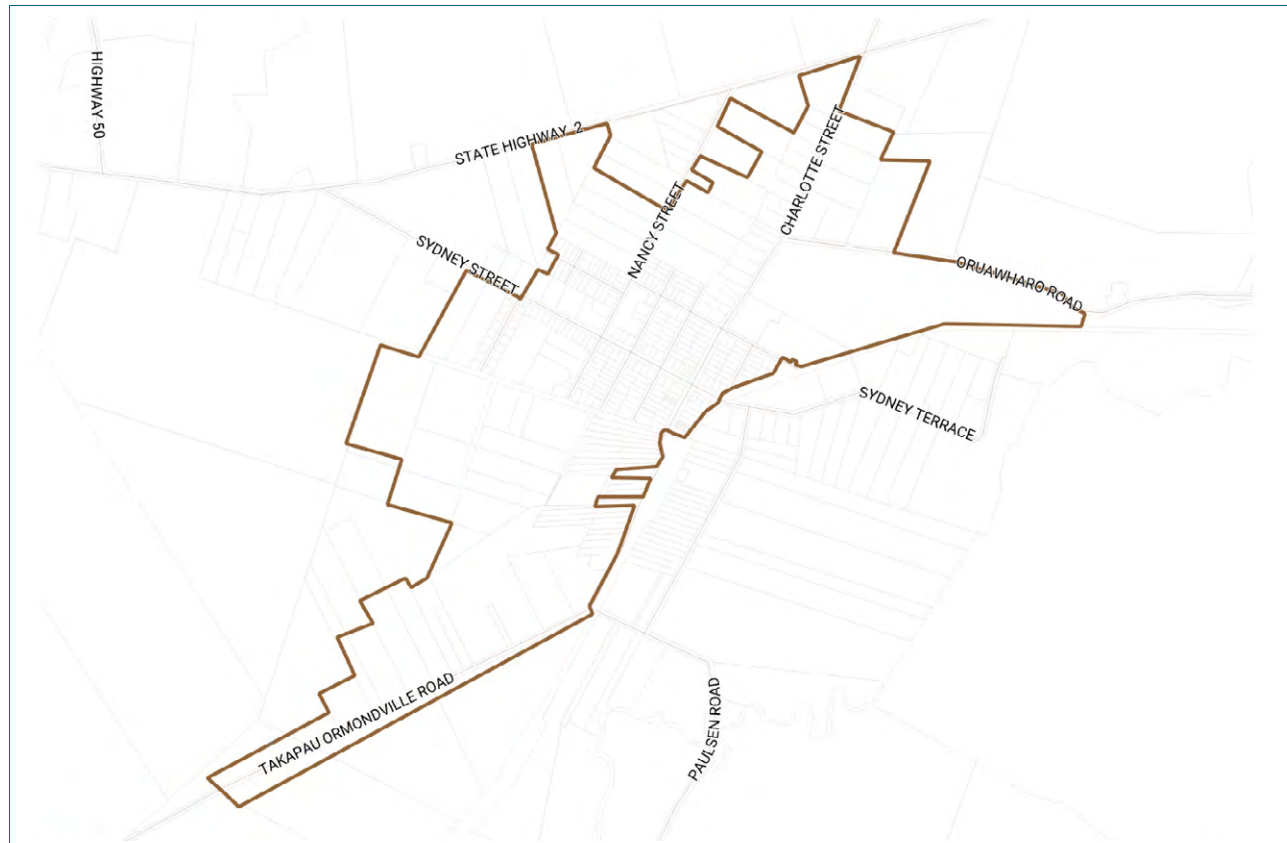 HIGHWAY 50
STATE HIGHWAY 2
CHARLOTTE STREET
NANCY STREET
SYDNEY STREET
ORUAWHARO ROAD
SYDNEY TERRACE
TAKAPAU ORMONDVILLE ROAD
PAULSEN ROAD